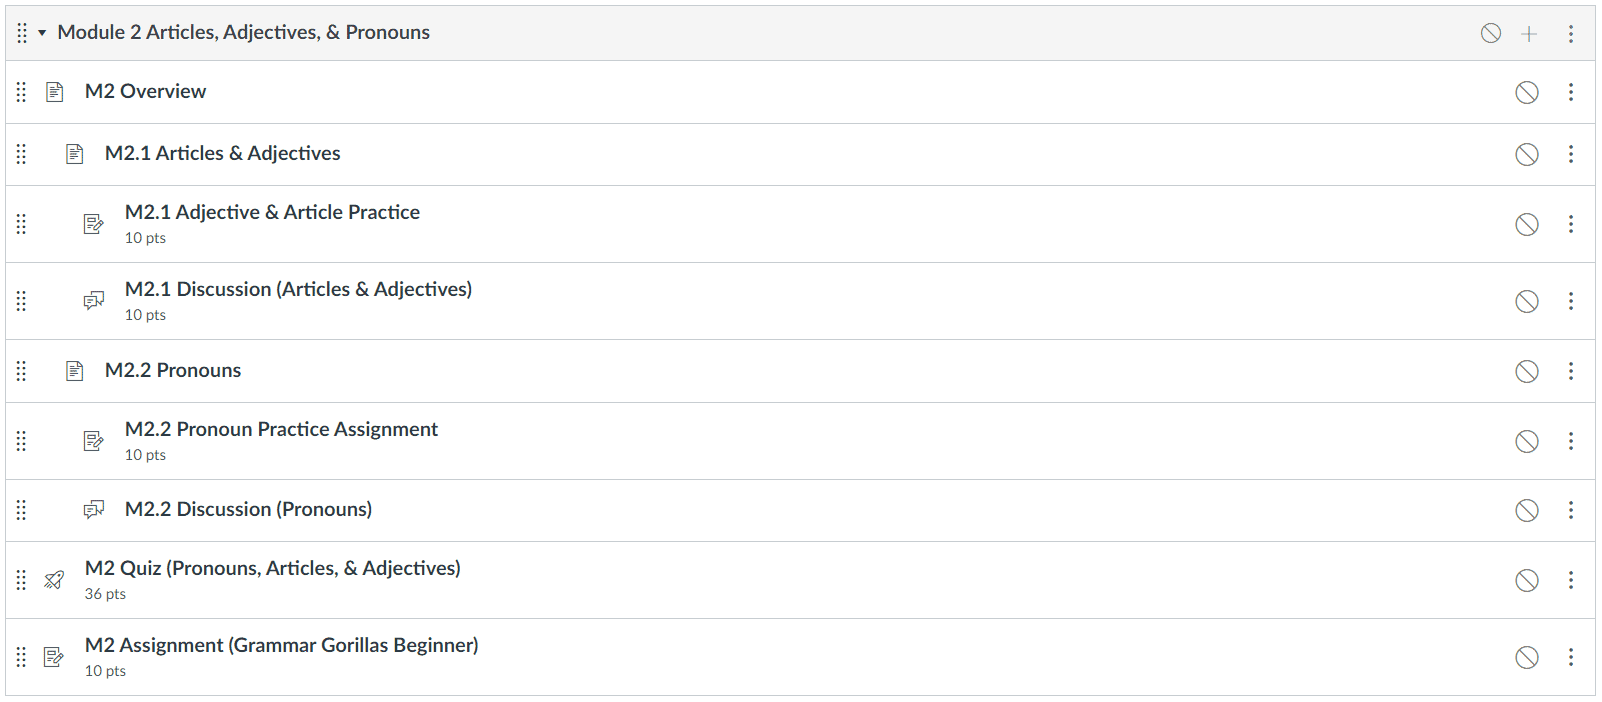 Module 2 Articles, Adjectives, & Pronouns
M2 Overview
M2.1 Articles & Adjectives
M2.1 Adjective & Article Practice
10 pts
M2.1 Discussion (Articles & Adjectives)
10 pts
M2.2 Pronouns
M2.2 Pronoun Practice Assignment
10 pts
M2.2 Discussion (Pronouns)
M2 Quiz (Pronouns, Articles, & Adjectives)
36 pts
M2 Assignment (Grammar Gorillas Beginner)
10 pts